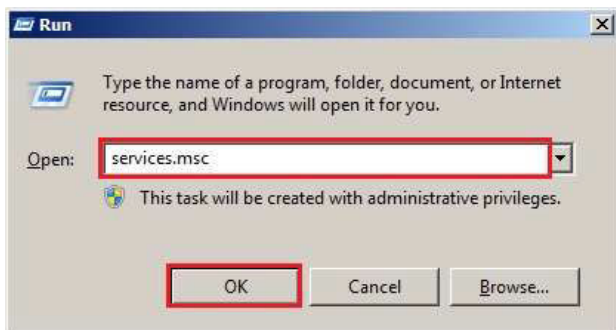 Run
Type the name of a program, folder, document, or Internet
resource, and Windows will open it for you.
Open: services.msc
This task will be created with administrative privileges.
OK Cancel Browse...